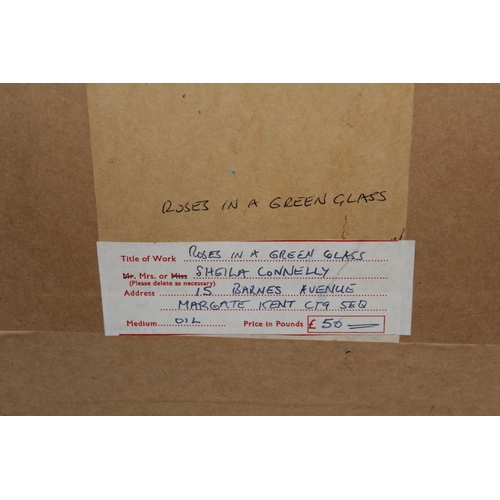 ROSES IN A GREEN GLASS
Title of Work ROSES IN A GREEN GLASS
Mr. Mrs. or Miss SHEILA CONNELLY
(Please delete as necessary)
Address 15 BARNES AVENUE
MARGATE KENT CT9 5EQ
Medium OIL Price in Pounds £ 50